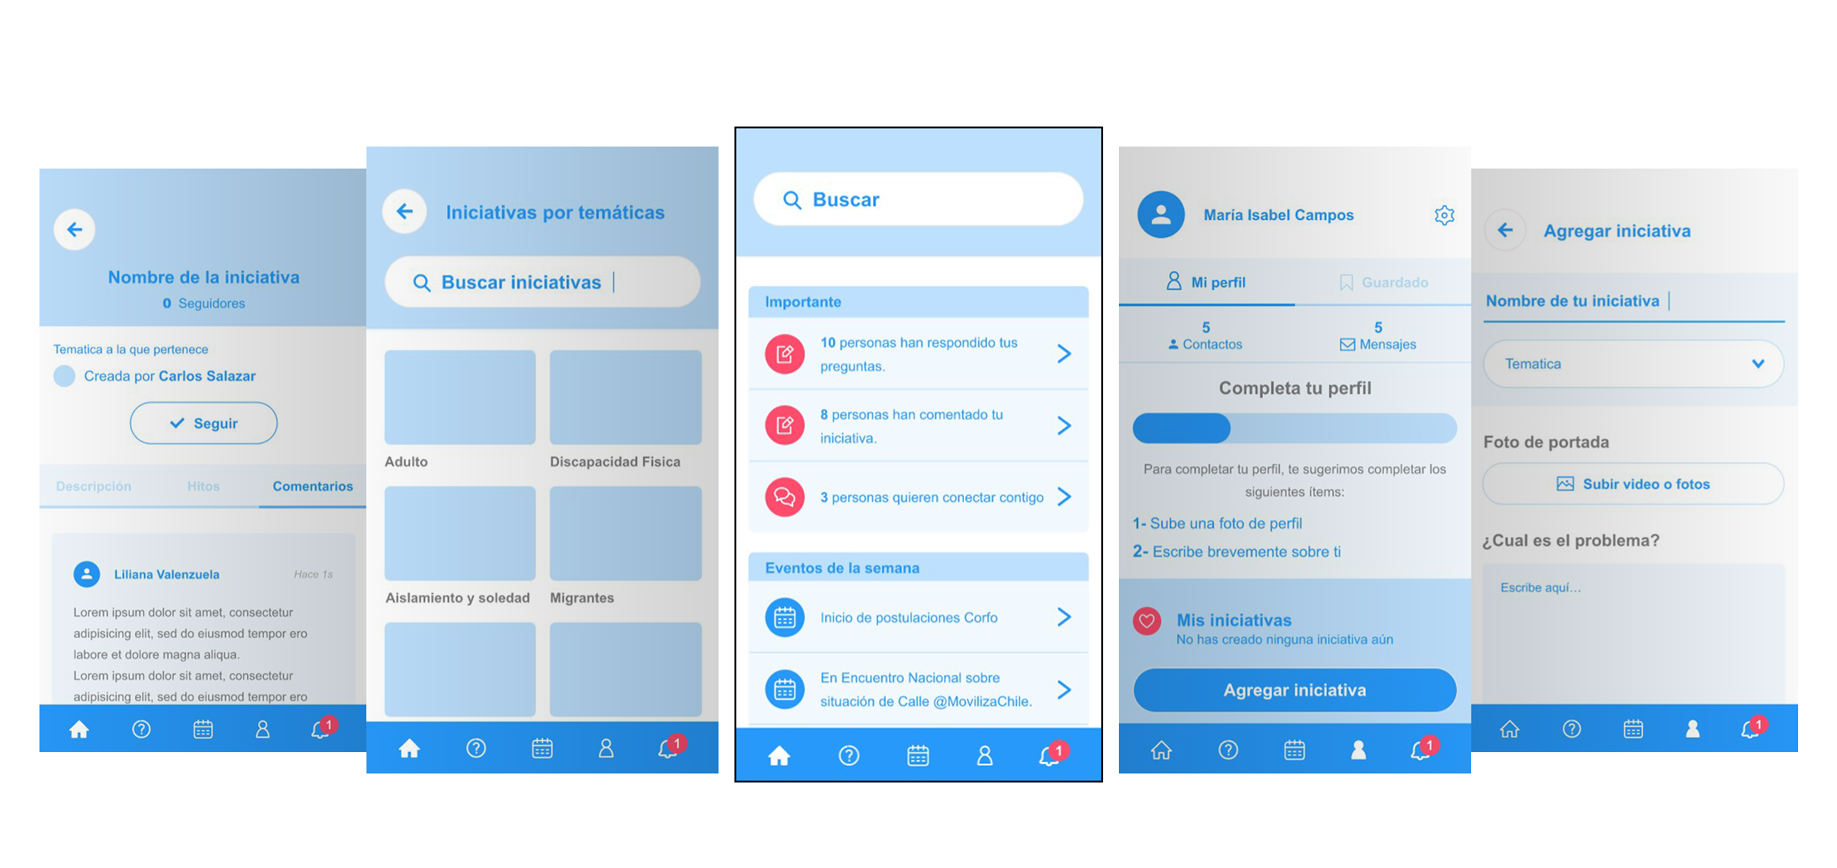 Nombre de la iniciativa
0 Seguidores
Tematica a la que pertenece
Creada por Carlos Salazar
Seguir
Descripción Hitos Comentarios
Liliana Valenzuela Hace 1s
Lorem ipsum dolor sit amet, consectetur
adipisicing elit, sed do eiusmod tempor ero
labore et dolore magna aliqua.
Lorem ipsum dolor sit amet, consectetur
adipisicing elit, sed do eiusmod tempor ero
1
Iniciativas por temáticas
Buscar iniciativas
Adulto Discapacidad Fisica
Aislamiento y soledad Migrantes
1
Buscar
Importante
10 personas han respondido tus
preguntas.
8 personas han comentado tu
iniciativa.
3 personas quieren conectar contigo
Eventos de la semana
Inicio de postulaciones Corfo
En Encuentro Nacional sobre
situación de Calle @MovilizaChile.
1
María Isabel Campos
Mi perfil Guardado
5 5
Contactos Mensajes
Completa tu perfil
Para completar tu perfil, te sugerimos completar los
siguientes ítems:
1- Sube una foto de perfil
2- Escribe brevemente sobre ti
Mis iniciativas
No has creado ninguna iniciativa aún
Agregar iniciativa
1
Agregar iniciativa
Nombre de tu iniciativa
Tematica
Foto de portada
Subir video o fotos
¿Cual es el problema?
Escribe aquí...
1